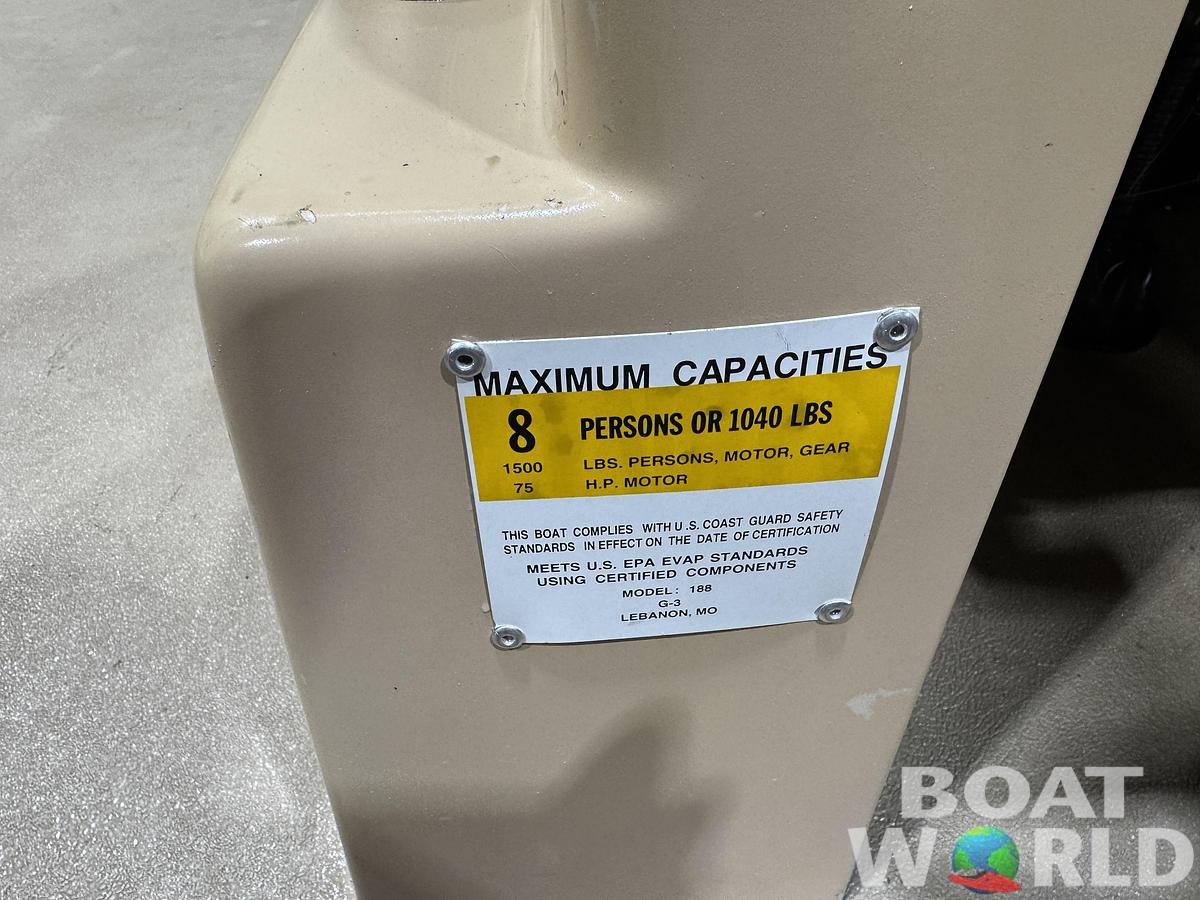 MAXIMUM CAPACITIES
8 PERSONS OR 1040 LBS
1500 LBS. PERSONS, MOTOR, GEAR
75 H.P. MOTOR
THIS BOAT COMPLIES WITH U.S. COAST GUARD SAFETY
STANDARDS IN EFFECT ON THE DATE OF CERTIFICATION
MEETS U.S. EPA EVAP STANDARDS
USING CERTIFIED COMPONENTS
MODEL: 188
G-3
LEBANON, MO
BOAT
WORLD